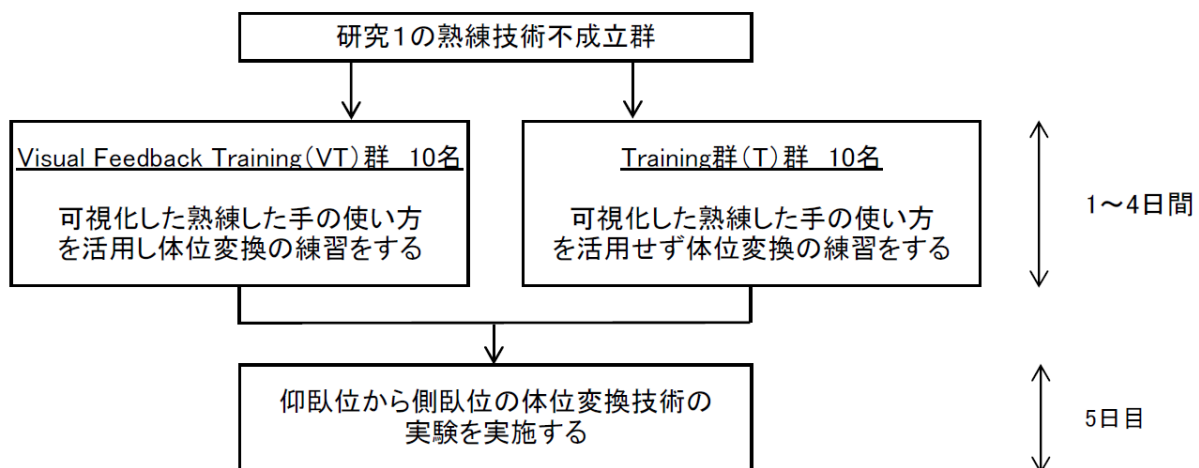 研究1の熟練技術不成立群
Visual Feedback Training(VT)群 10名
可視化した熟練した手の使い方
を活用し体位変換の練習をする
Training群(T)群 10名
可視化した熟練した手の使い方
を活用せず体位変換の練習をする
1~4日間
仰臥位から側臥位の体位変換技術の
実験を実施する
5日目